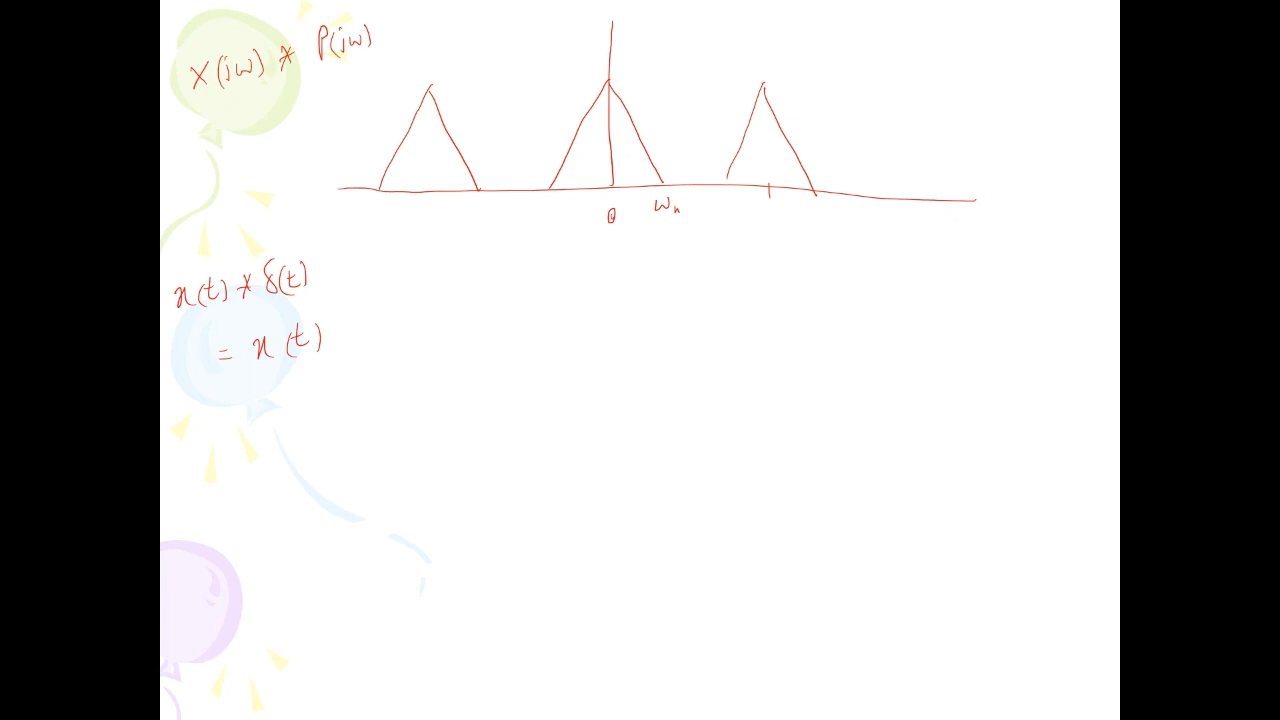 X(jω) * P(jω)
0 ωₙ
x(t) * δ(t)
= x(t)